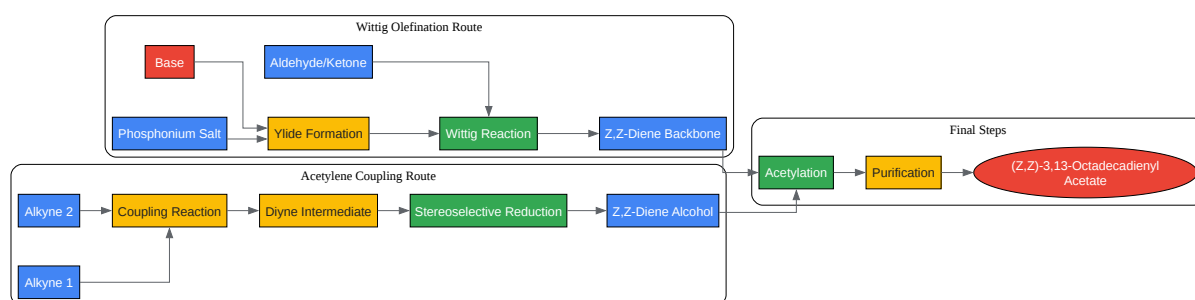 Wittig Olefination Route
Base
Aldehyde/Ketone
Phosphonium Salt
Ylide Formation
Wittig Reaction
Z,Z-Diene Backbone
Acetylene Coupling Route
Alkyne 2
Coupling Reaction
Diyne Intermediate
Stereoselective Reduction
Z,Z-Diene Alcohol
Alkyne 1
Final Steps
Acetylation
Purification
(Z,Z)-3,13-Octadecadienyl
Acetate